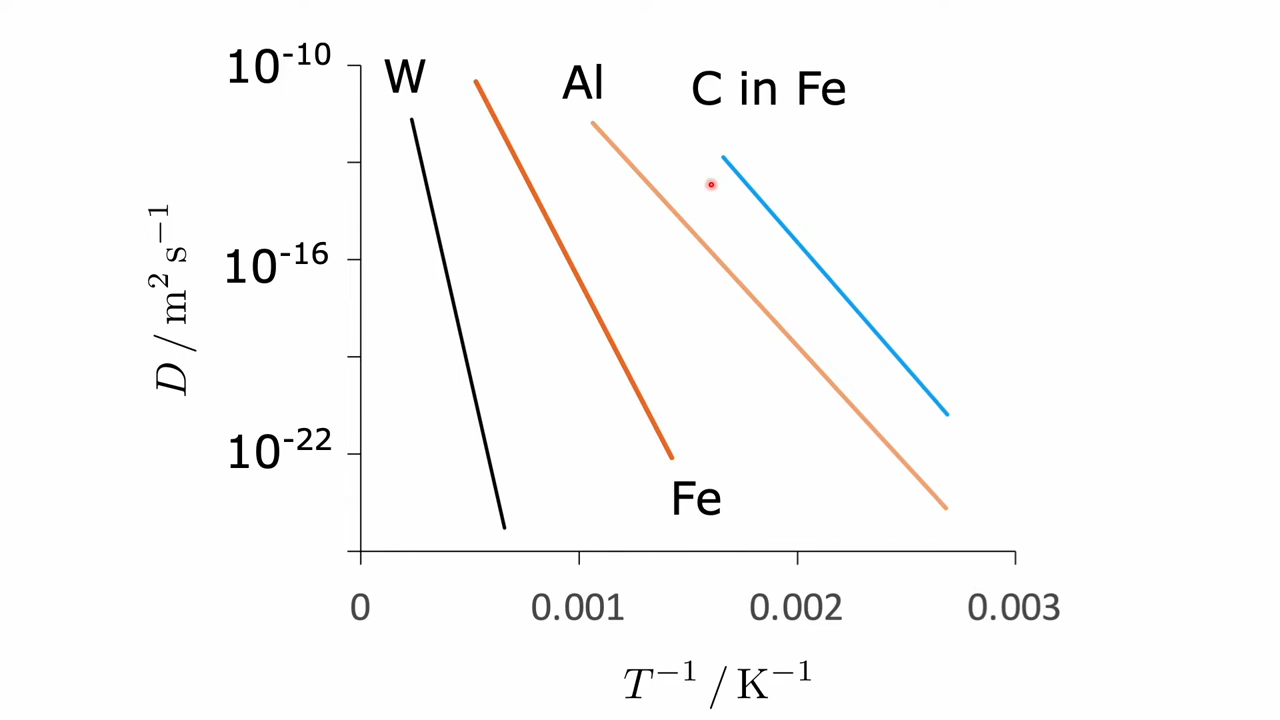 10⁻¹⁰
W
Al
C in Fe
10⁻¹⁶
D / m² s⁻¹
10⁻²²
Fe
0
0.001
0.002
0.003
T⁻¹ / K⁻¹